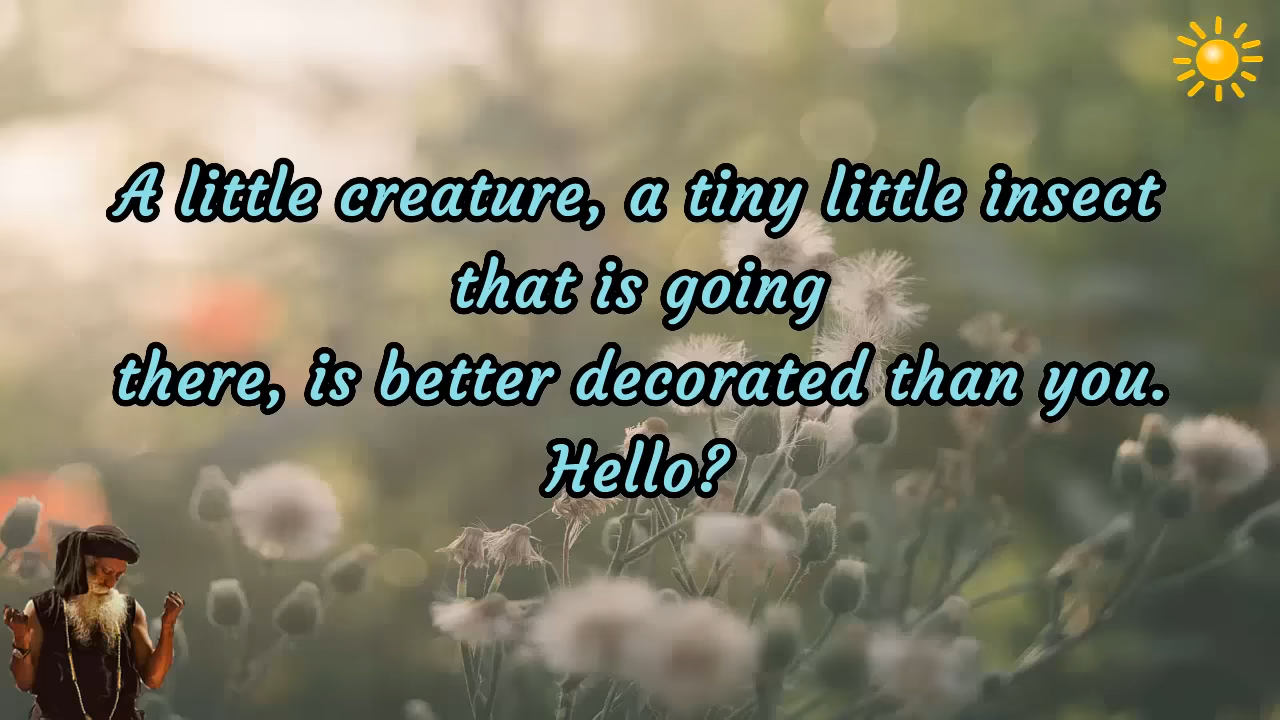 A little creature, a tiny little insect
that is going
there, is better decorated than you.
Hello?